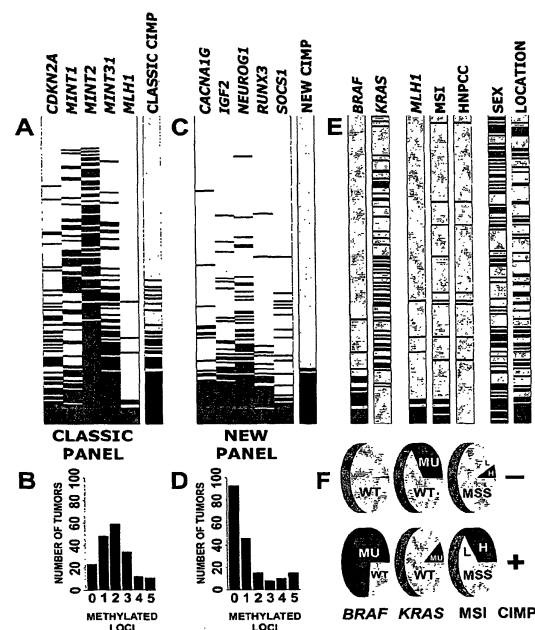 CDKN2A
MINT1
MINT2
MINT31
MLH1
CLASSIC CIMP
CACNA1G
IGF2
NEUROG1
RUNX3
SOCS1
NEW CIMP
BRAF
KRAS
MLH1
MSI
HNPCC
SEX
LOCATION
A
C
E
CLASSIC
PANEL
NEW
PANEL
B
NUMBER OF TUMORS
0 20 40 60 80 100
0 1 2 3 4 5
METHYLATED
LOCI
D
NUMBER OF TUMORS
0 20 40 60 80 100
0 1 2 3 4 5
METHYLATED
LOCI
F
WT
MU
WT
L
H
MSS
−
MU
WT
MU
WT
L
H
MSS
+
BRAF KRAS MSI CIMP